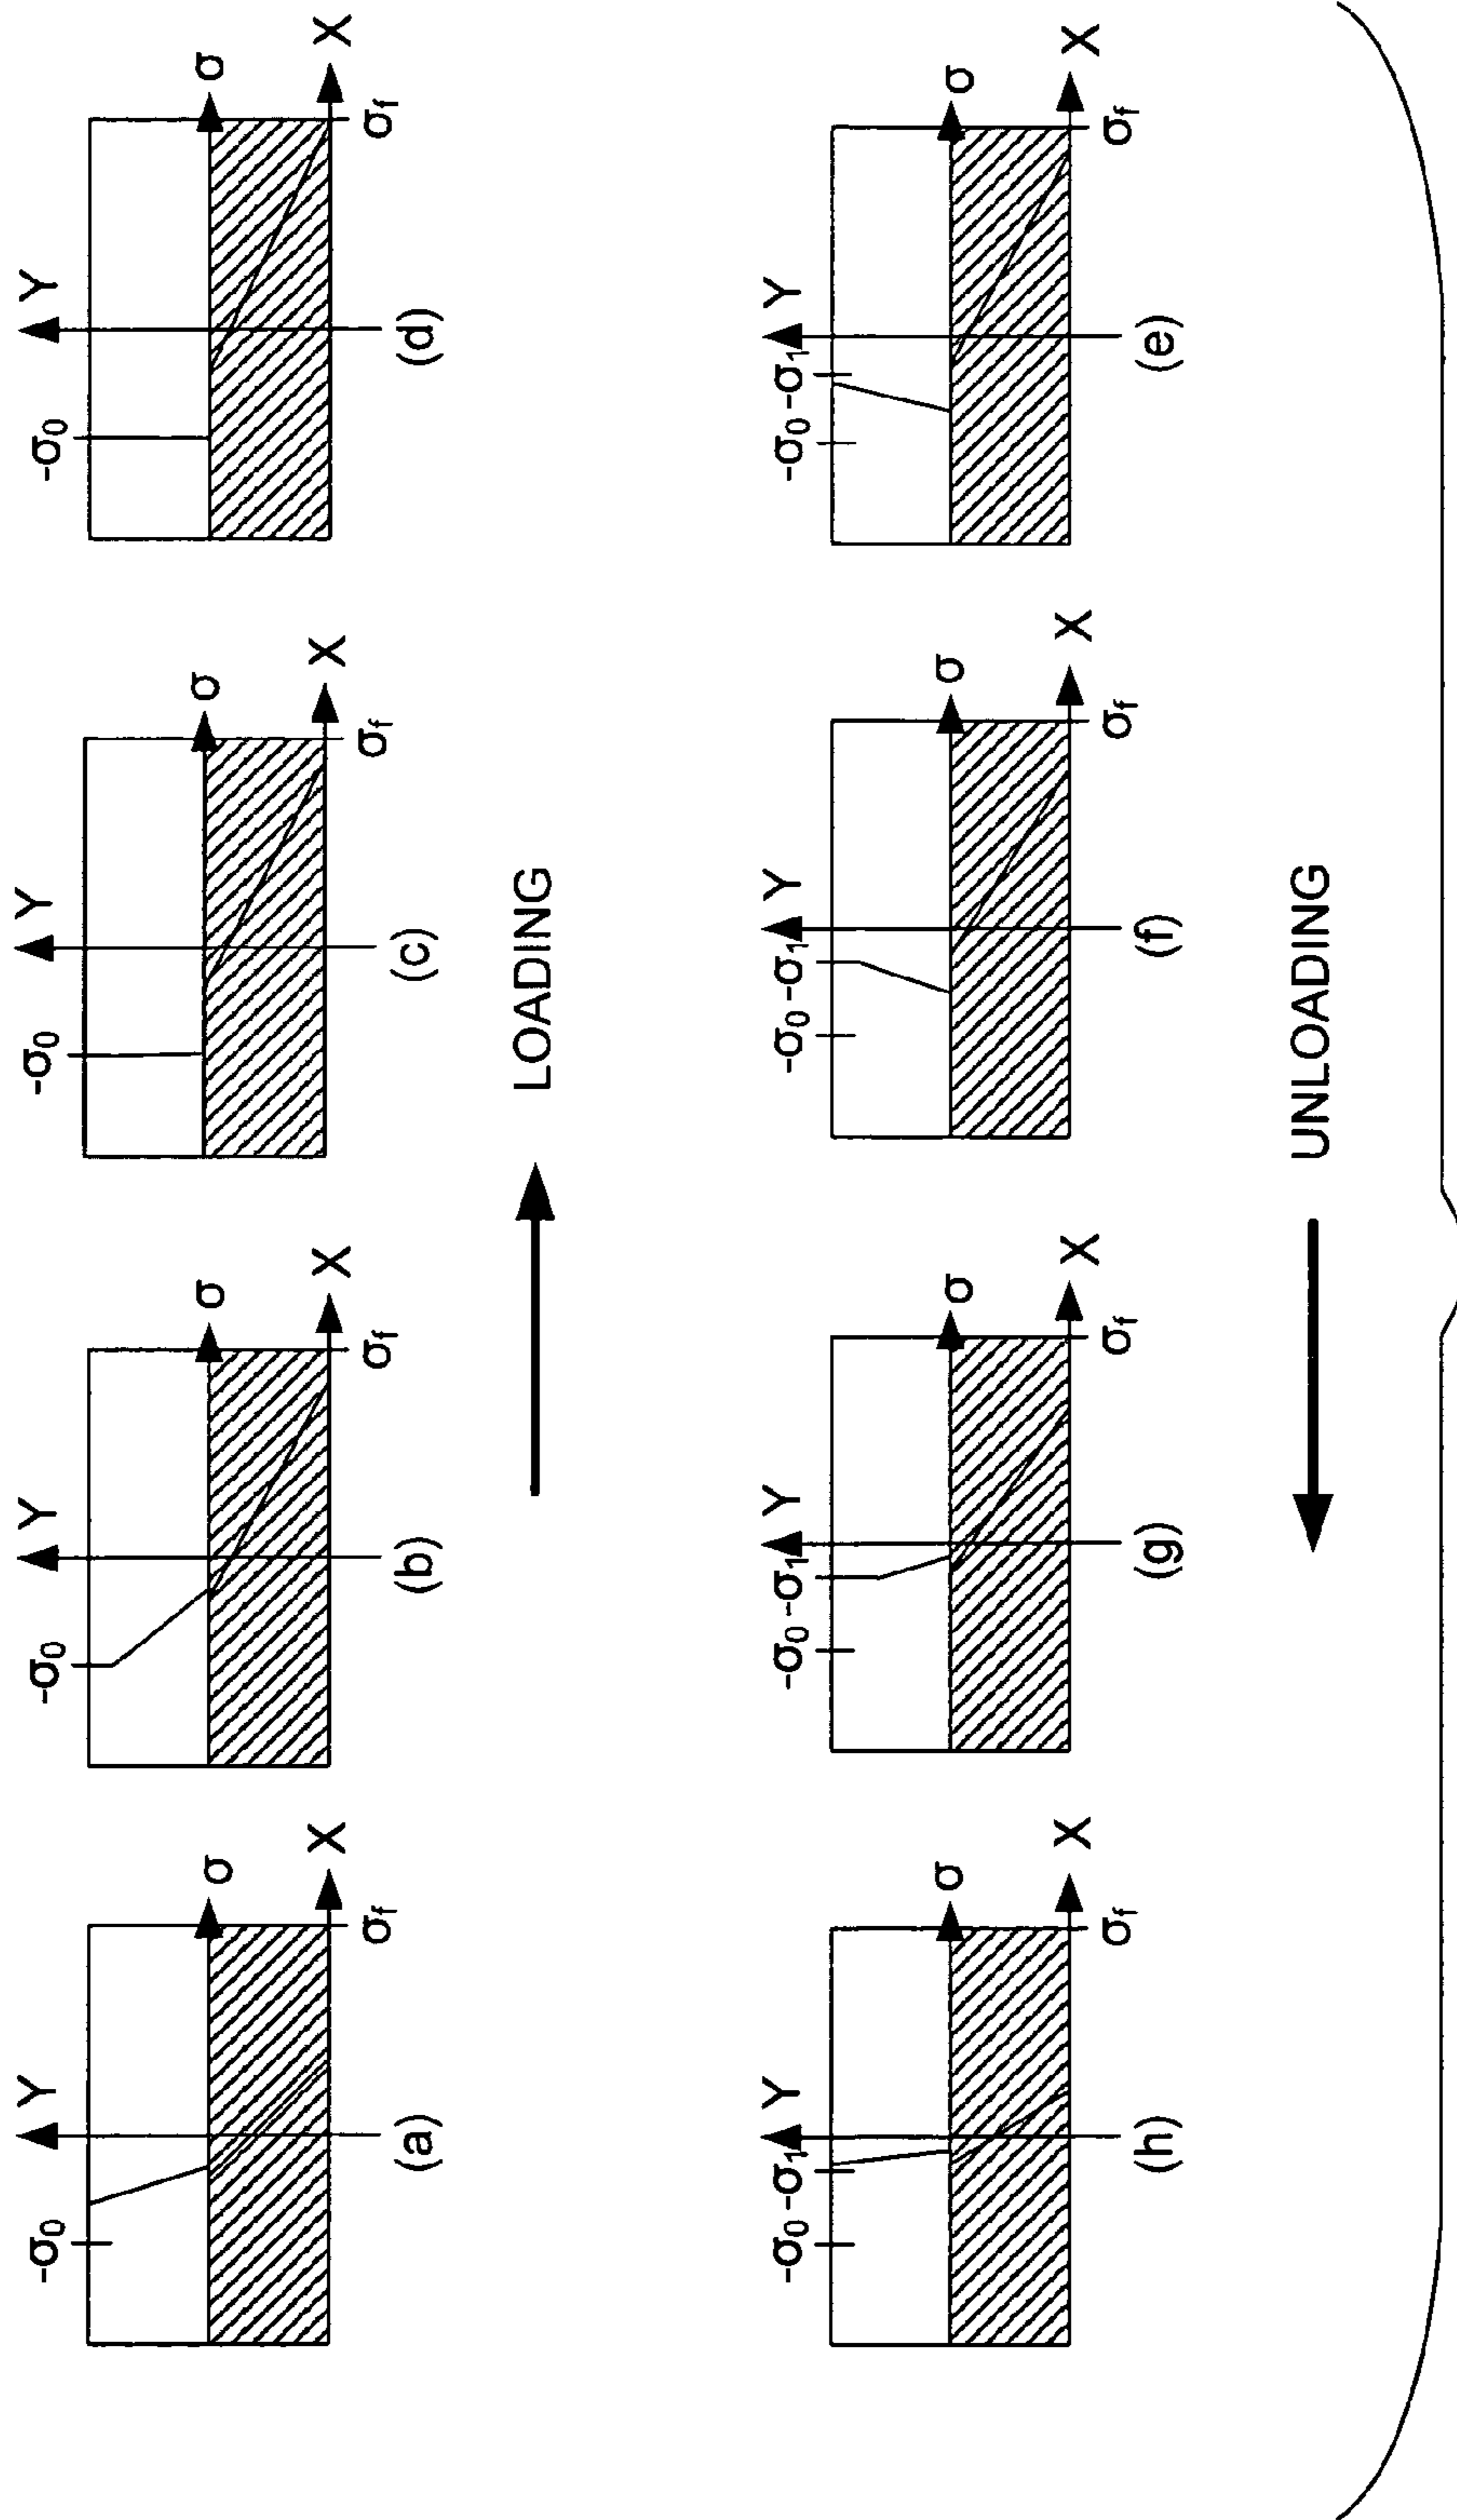 -σ0 Y σ X σf
(a)
-σ0 Y σ X σf
(b)
-σ0 Y σ X σf
(c)
-σ0 Y σ X σf
(d)
LOADING
-σ0 -σ1 Y σ X σf
(h)
-σ0 -σ1 Y σ X σf
(g)
-σ0 -σ1 Y σ X σf
(f)
-σ0 -σ1 Y σ X σf
(e)
UNLOADING